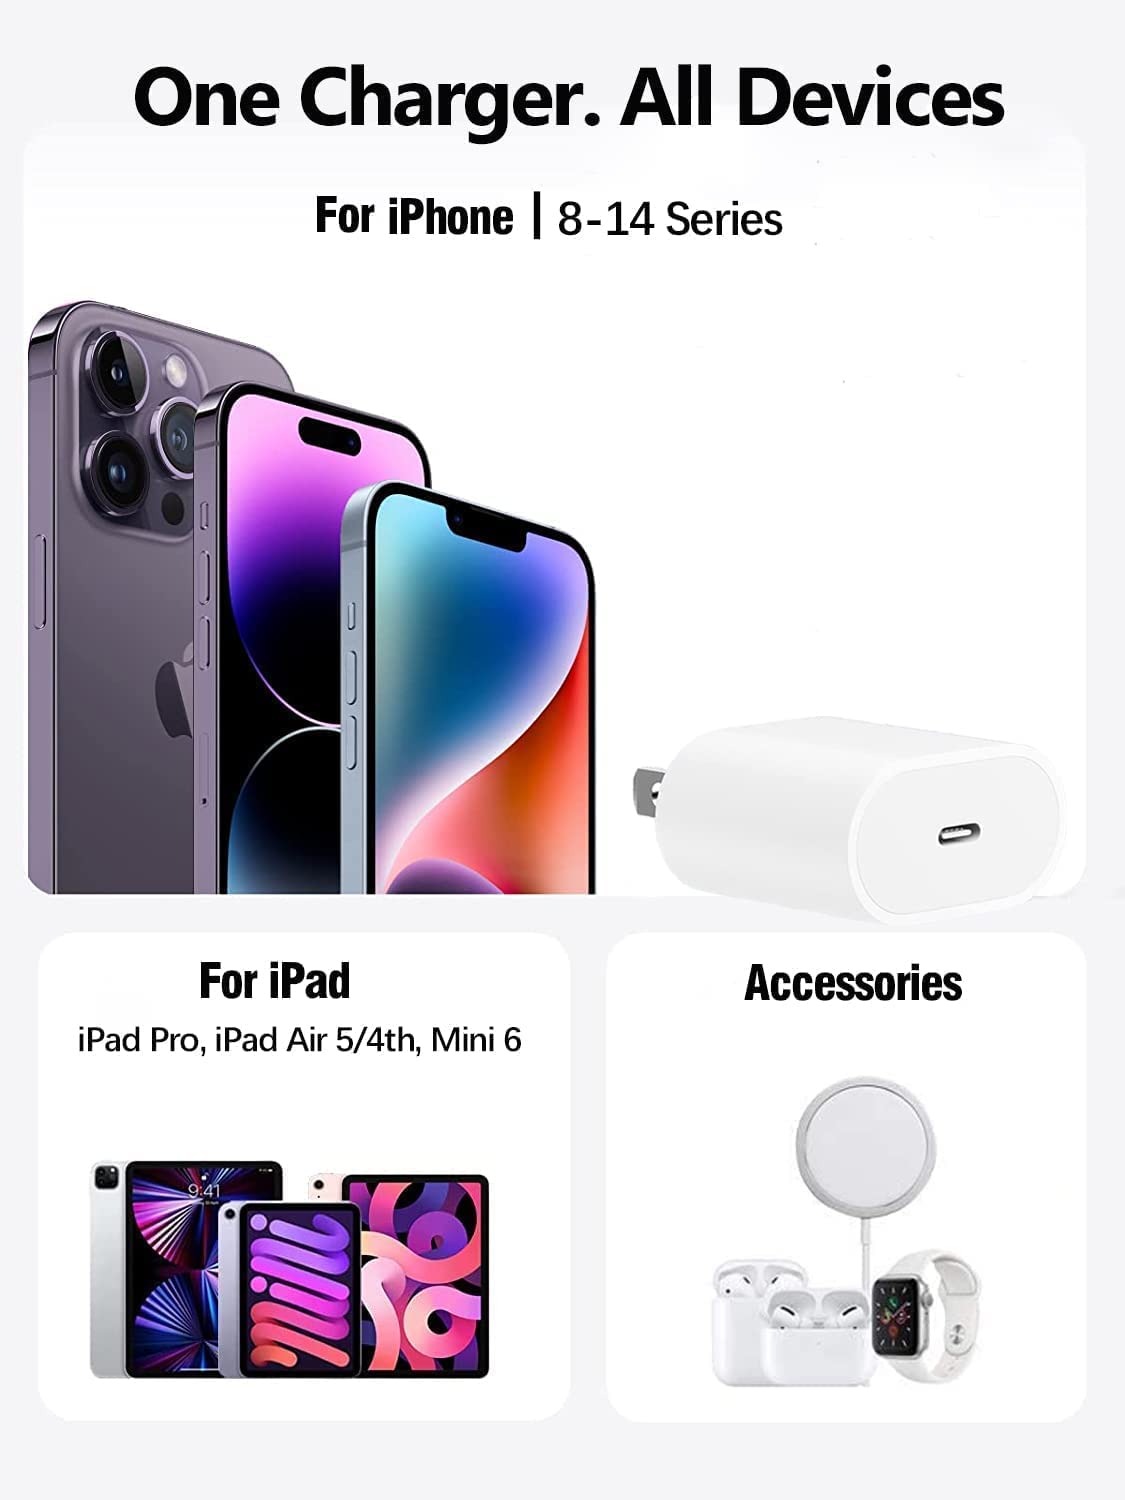 One Charger. All Devices
For iPhone | 8-14 Series
For iPad
iPad Pro, iPad Air 5/4th, Mini 6
9:41
Accessories